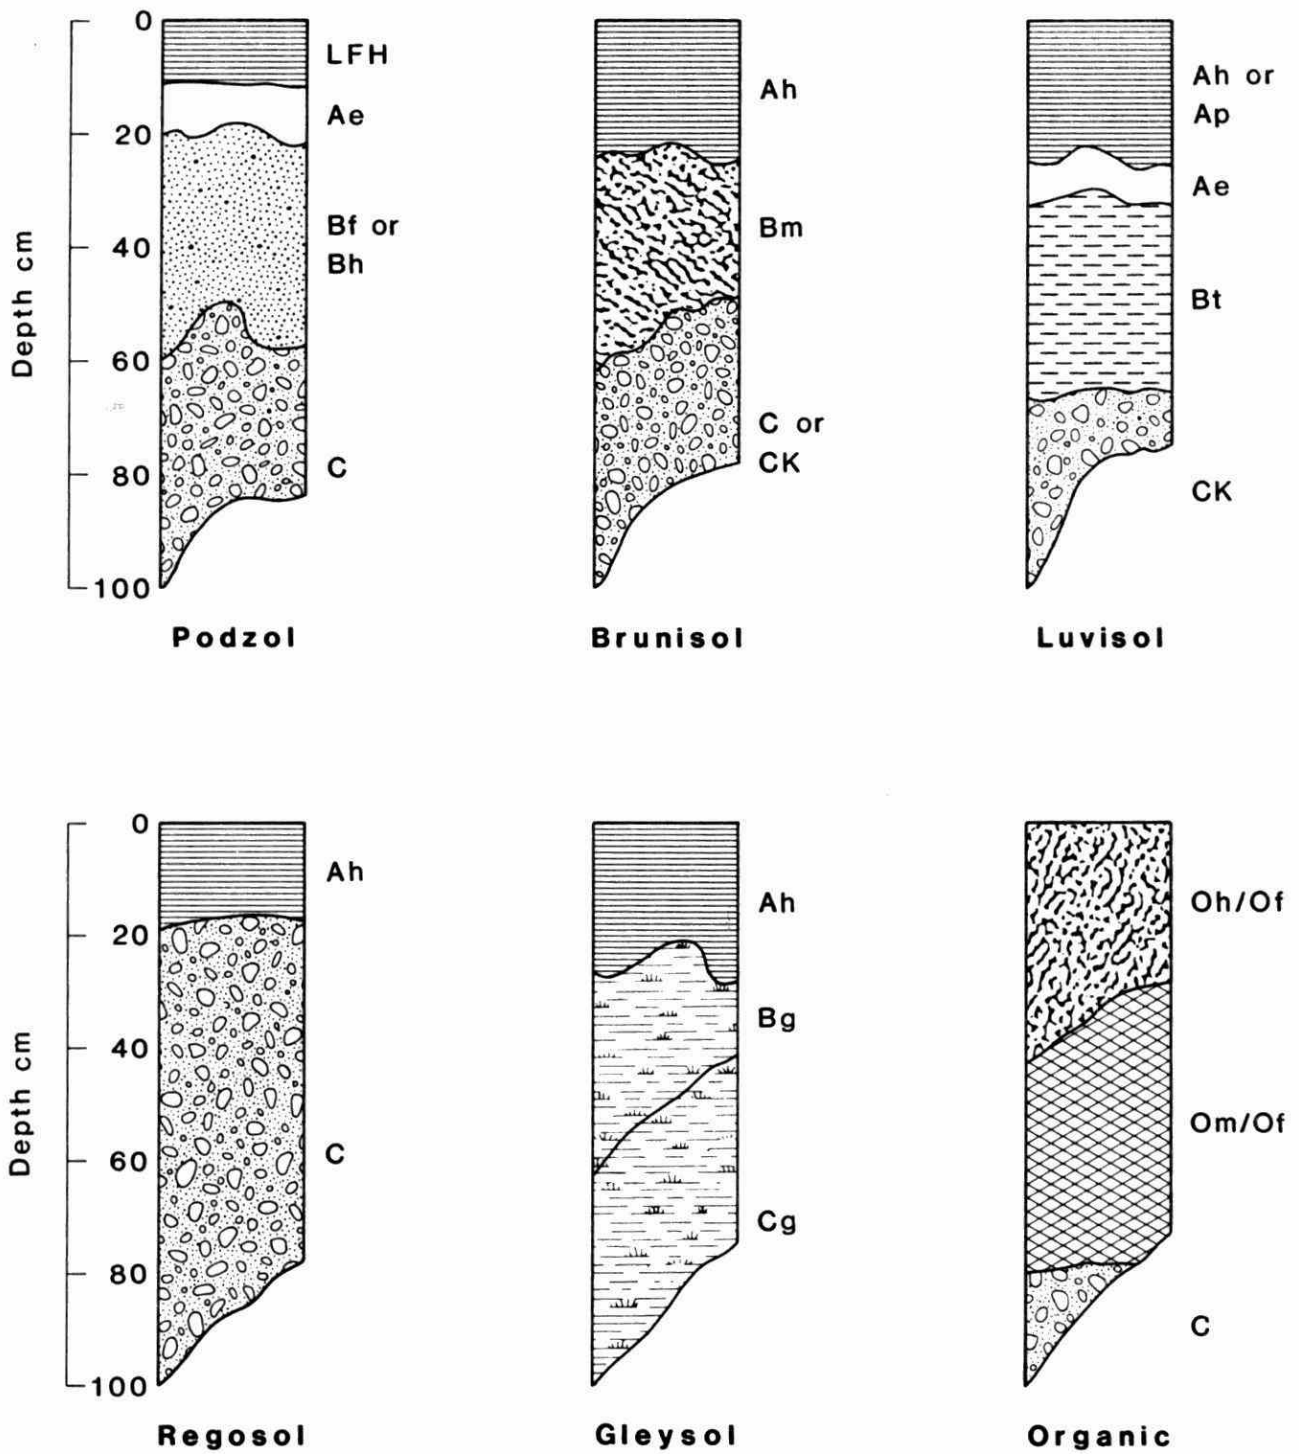 Depth cm
0
20
40
60
80
100
LFH
Ae
Bf or
Bh
C
Podzol
Ah
Bm
C or
CK
Brunisol
Ah or
Ap
Ae
Bt
CK
Luvisol
Depth cm
0
20
40
60
80
100
Ah
C
Regosol
Ah
Bg
Cg
Gleysol
Oh/Of
Om/Of
C
Organic